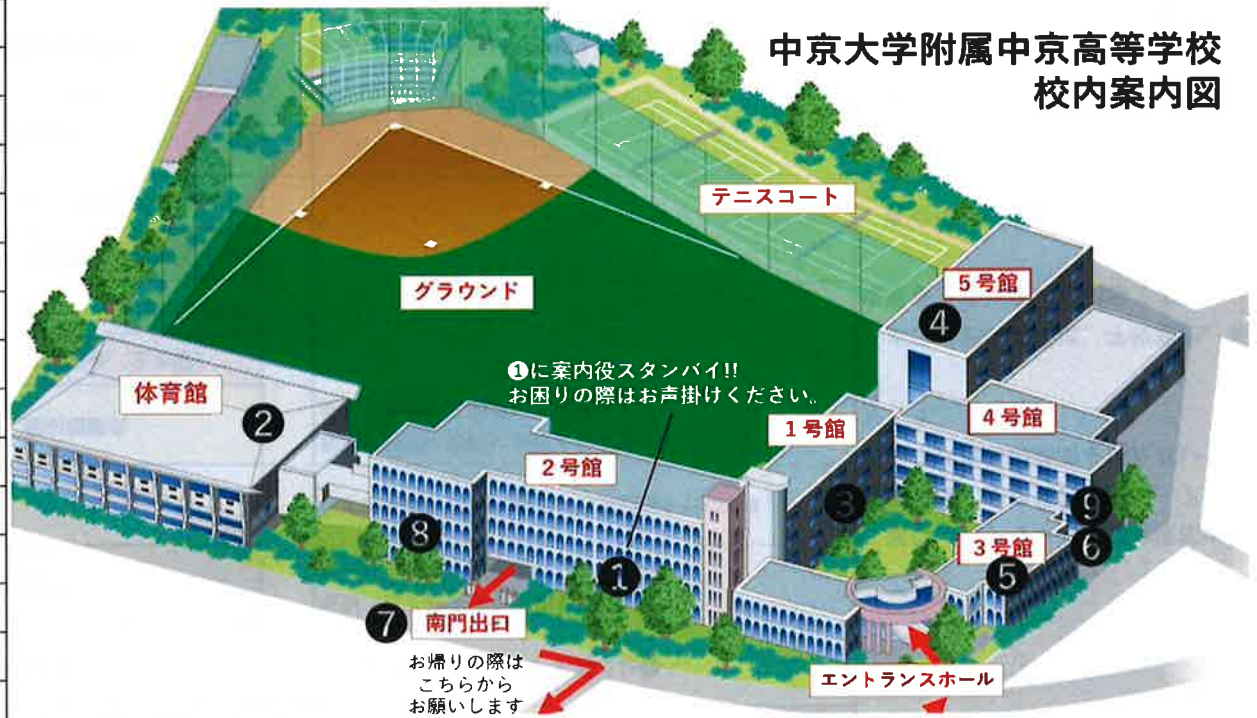 中京大学附属中京高等学校
校内案内図
テニスコート
5号館
グラウンド
4
❶に案内役スタンバイ!!
お困りの際はお声掛けください。
体育館
2
1号館
4号館
2号館
3
9
8
3号館
6
1
5
7
南門出口
お帰りの際は
こちらから
お願いします
エントランスホール